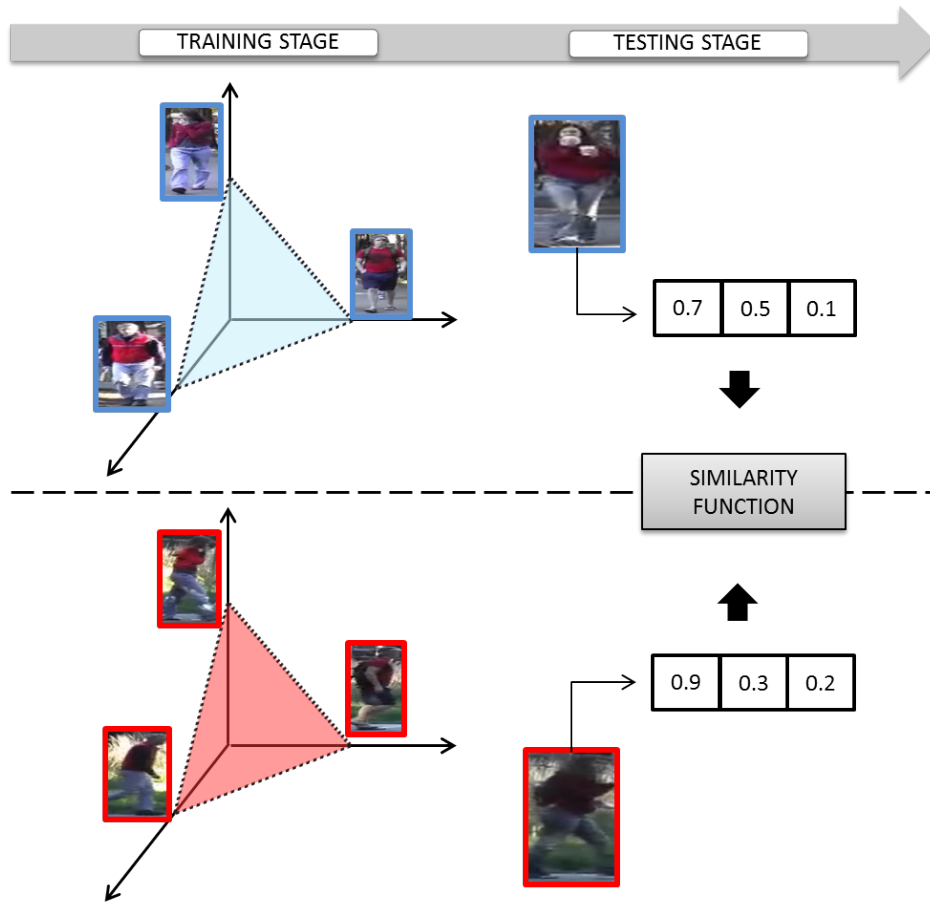 TRAINING STAGE
TESTING STAGE
0.7 0.5 0.1
SIMILARITY
FUNCTION
0.9 0.3 0.2